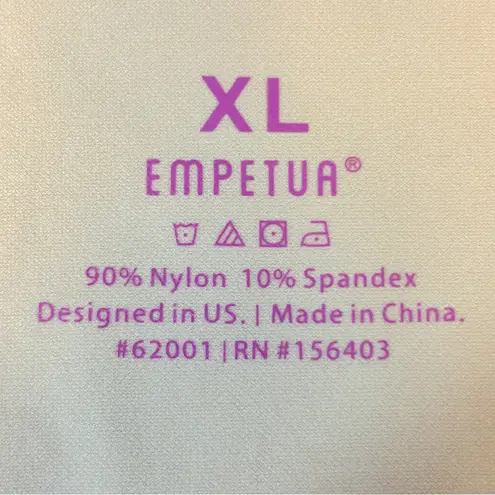 XL
EMPETUA®
90% Nylon 10% Spandex
Designed in US. | Made in China.
#62001 | RN #156403